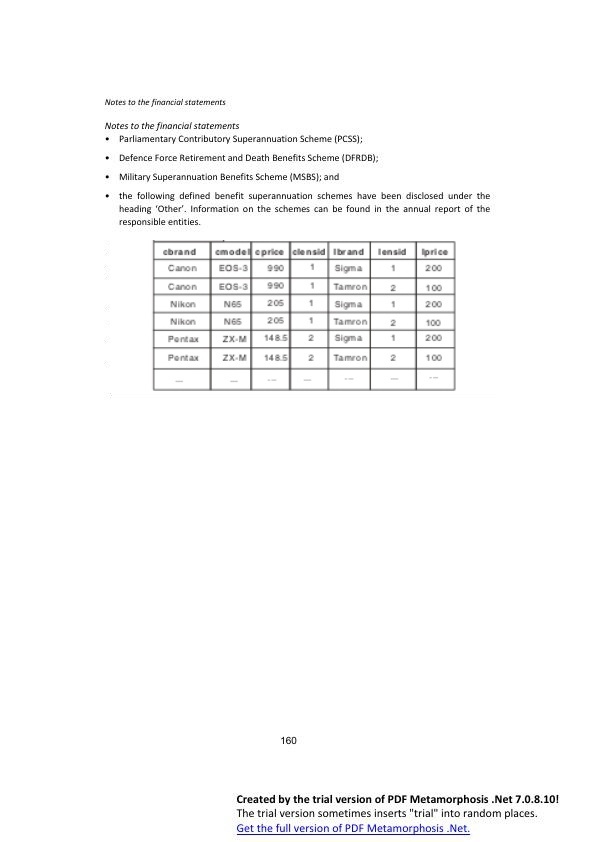 Notes to the financial statements
Notes to the financial statements
• Parliamentary Contributory Superannuation Scheme (PCSS);
• Defence Force Retirement and Death Benefits Scheme (DFRDB);
• Military Superannuation Benefits Scheme (MSBS); and
• the following defined benefit superannuation schemes have been disclosed under the
heading ‘Other’. Information on the schemes can be found in the annual report of the
responsible entities.
cbrand cmodel cprice clensid lbrand lensid lprice
Canon EOS-3 990 1 Sigma 1 200
Canon EOS-3 990 1 Tamron 2 100
Nikon N65 205 1 Sigma 1 200
Nikon N65 205 1 Tamron 2 100
Pentax ZX-M 148.5 2 Sigma 1 200
Pentax ZX-M 148.5 2 Tamron 2 100
... ... ... ... ... ... ...
160
Created by the trial version of PDF Metamorphosis .Net 7.0.8.10!
The trial version sometimes inserts "trial" into random places.
Get the full version of PDF Metamorphosis .Net.